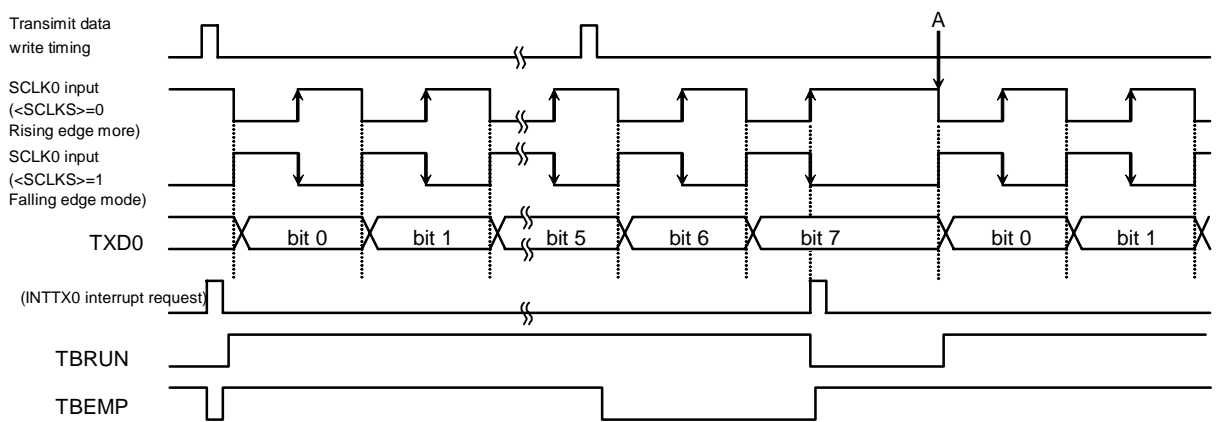 Transimit data
write timing
A
SCLK0 input
(<SCLKS>=0
Rising edge more)
SCLK0 input
(<SCLKS>=1
Falling edge mode)
TXD0
bit 0
bit 1
bit 5
bit 6
bit 7
bit 0
bit 1
(INTTX0 interrupt request)
TBRUN
TBEMP